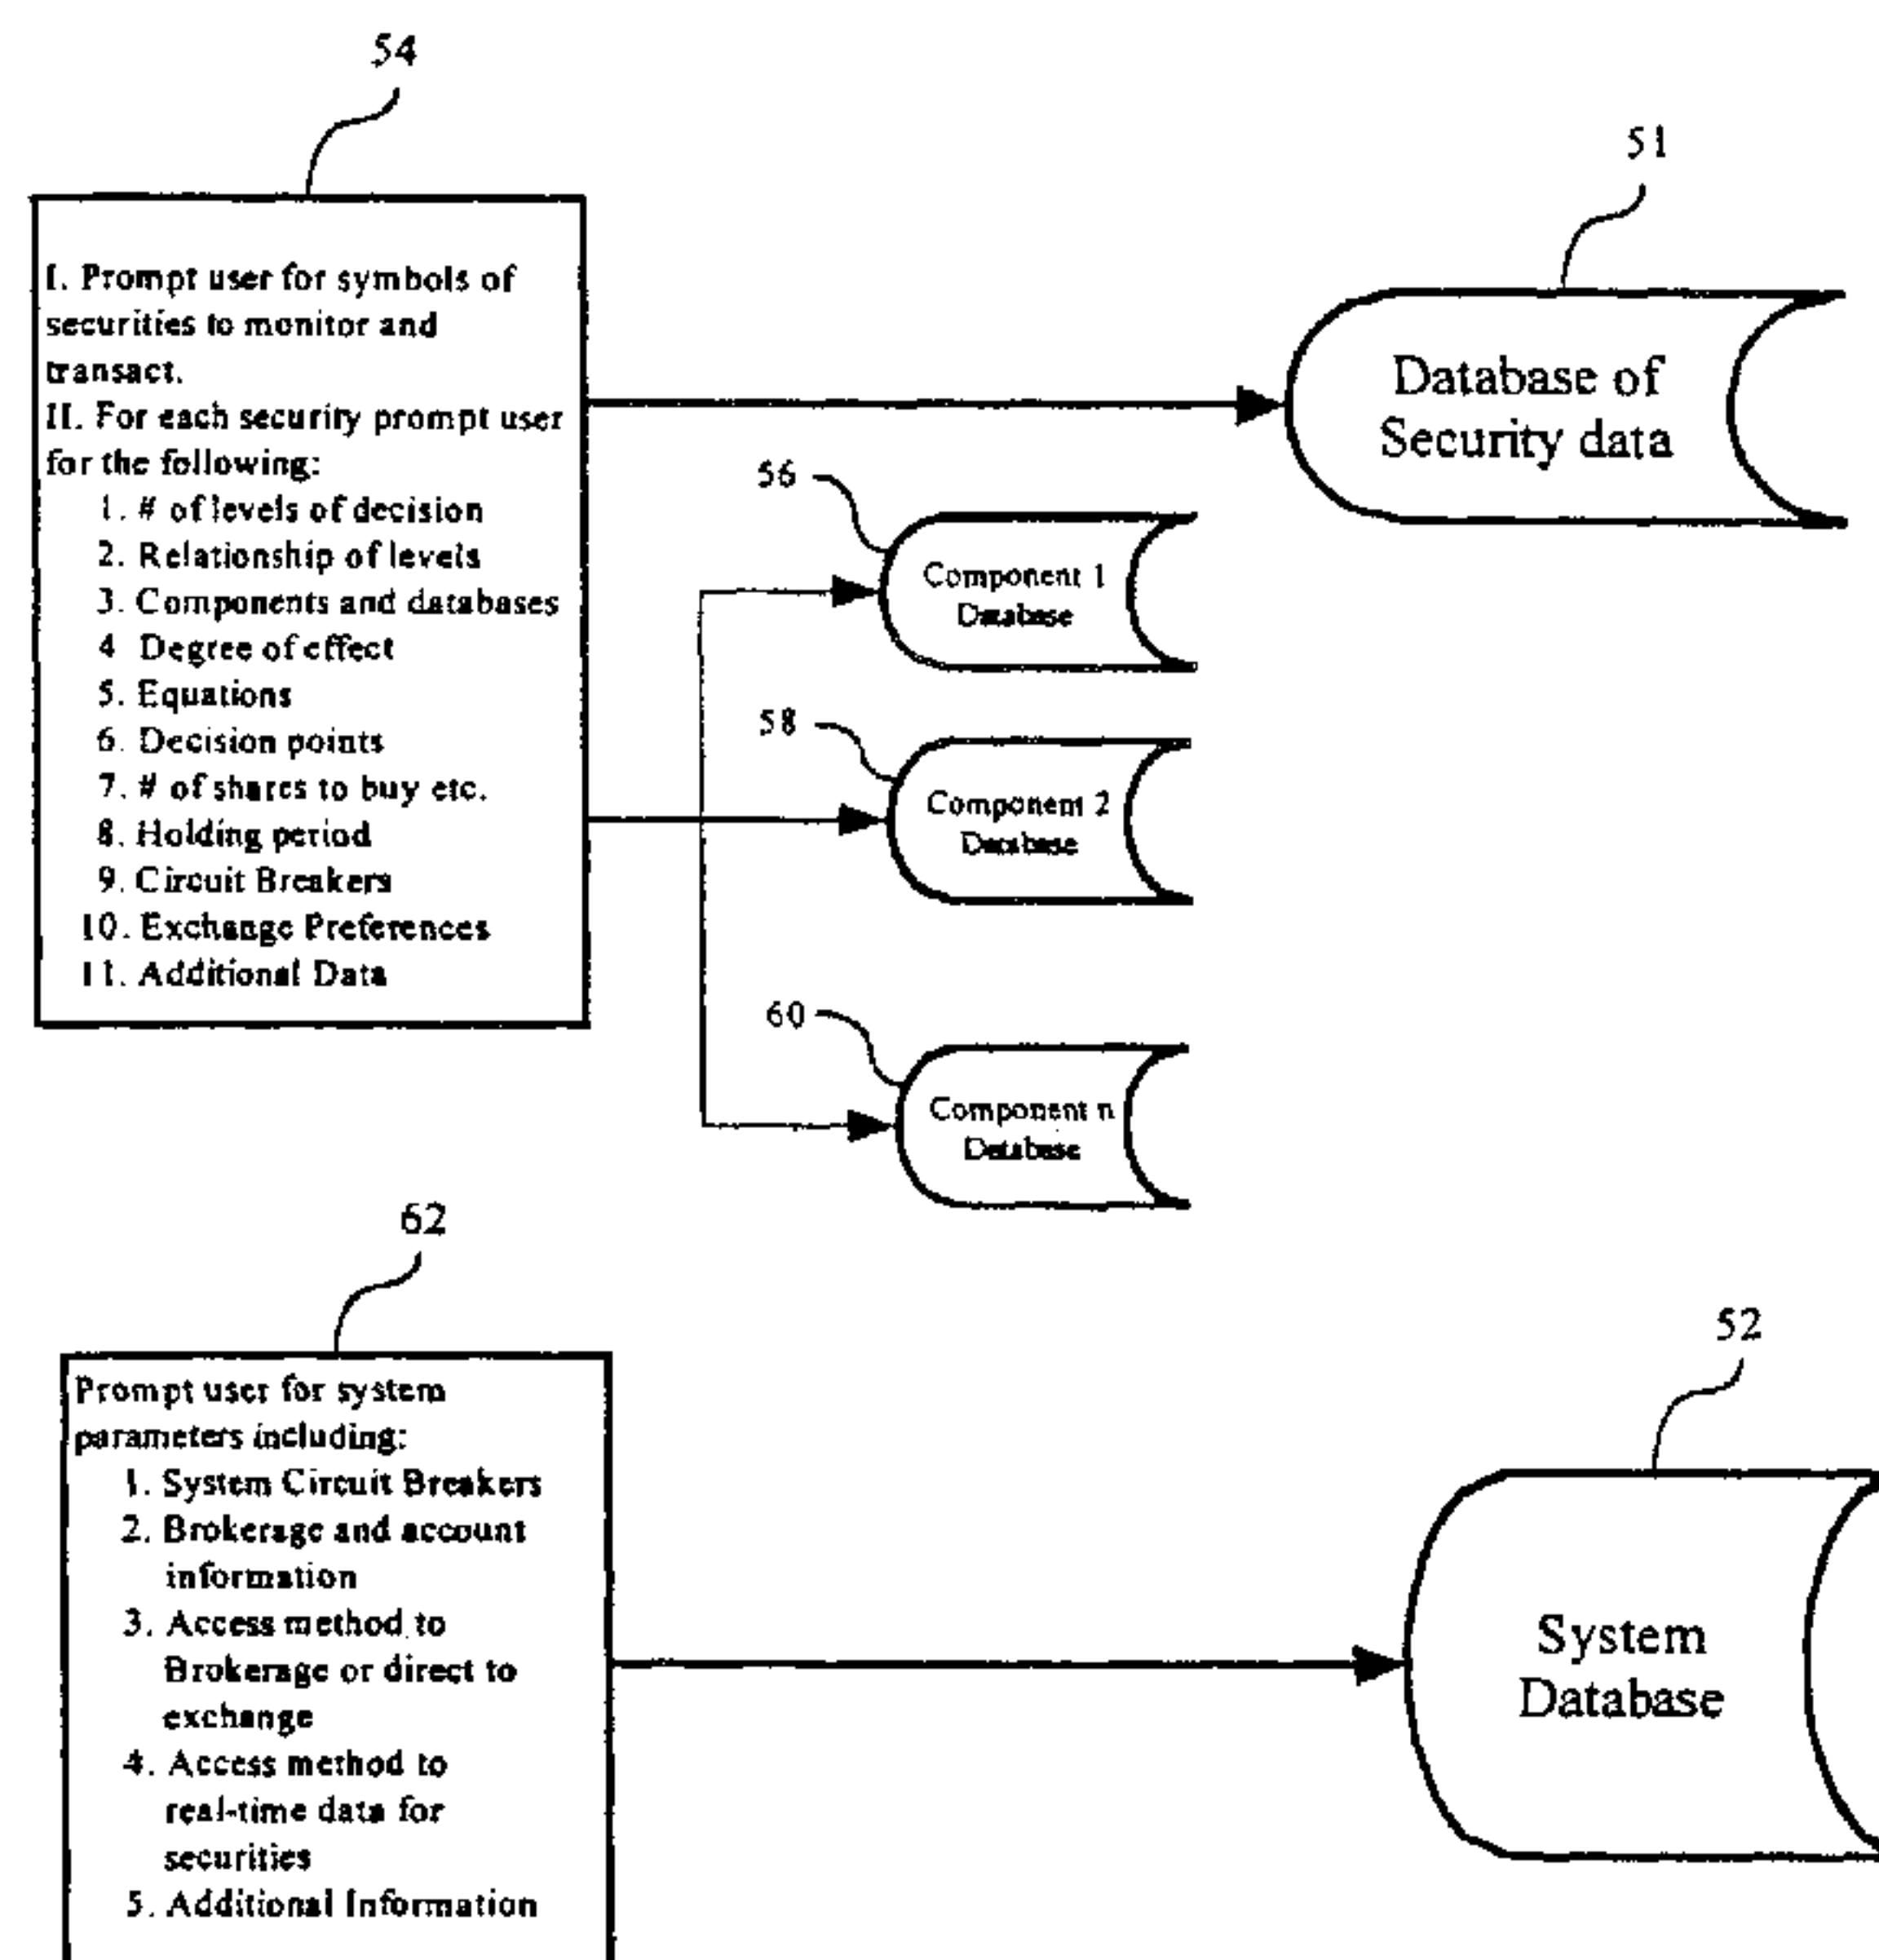 54
I. Prompt user for symbols of
securities to monitor and
transact.
II. For each security prompt user
for the following:
1. # of levels of decision
2. Relationship of levels
3. Components and databases
4 Degree of effect
5. Equations
6. Decision points
7. # of shares to buy etc.
8. Holding period
9. Circuit Breakers
10. Exchange Preferences
11. Additional Data
51
Database of
Security data
56
Component 1
Database
58
Component 2
Database
60
Component n
Database
62
Prompt user for system
parameters including:
1. System Circuit Breakers
2. Brokerage and account
information
3. Access method to
Brokerage or direct to
exchange
4. Access method to
real-time data for
securities
5. Additional Information
52
System
Database